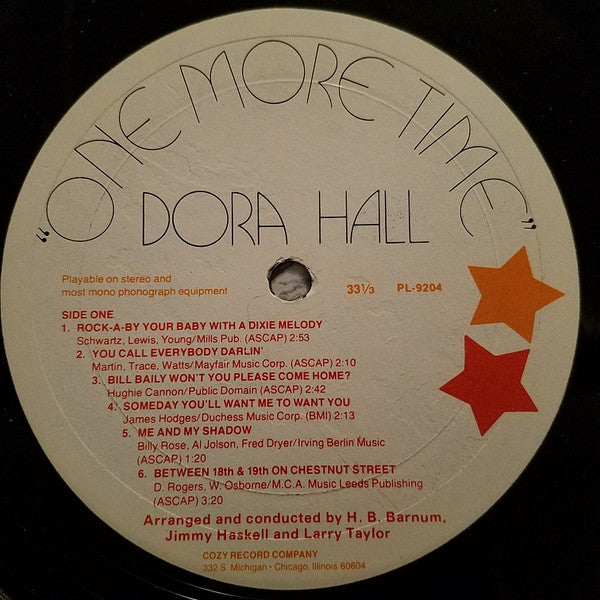 "ONE MORE TIME"
DORA HALL
Playable on stereo and
most mono phonograph equipment
33⅓ PL-9204
SIDE ONE
1. ROCK-A-BY YOUR BABY WITH A DIXIE MELODY
Schwartz, Lewis, Young/Mills Pub. (ASCAP) 2:53
2. YOU CALL EVERYBODY DARLIN'
Martin, Trace, Watts/Mayfair Music Corp. (ASCAP) 2:10
3. BILL BAILY WON'T YOU PLEASE COME HOME?
Hughie Cannon/Public Domain (ASCAP) 2:42
4. SOMEDAY YOU'LL WANT ME TO WANT YOU
James Hodges/Duchess Music Corp. (BMI) 2:13
5. ME AND MY SHADOW
Billy Rose, Al Jolson, Fred Dryer/Irving Berlin Music
(ASCAP) 1:20
6. BETWEEN 18th & 19th ON CHESTNUT STREET
D. Rogers, W. Osborne/M.C.A. Music Leeds Publishing
(ASCAP) 3:20
Arranged and conducted by H. B. Barnum,
Jimmy Haskell and Larry Taylor
COZY RECORD COMPANY
332 S. Michigan • Chicago, Illinois 60604